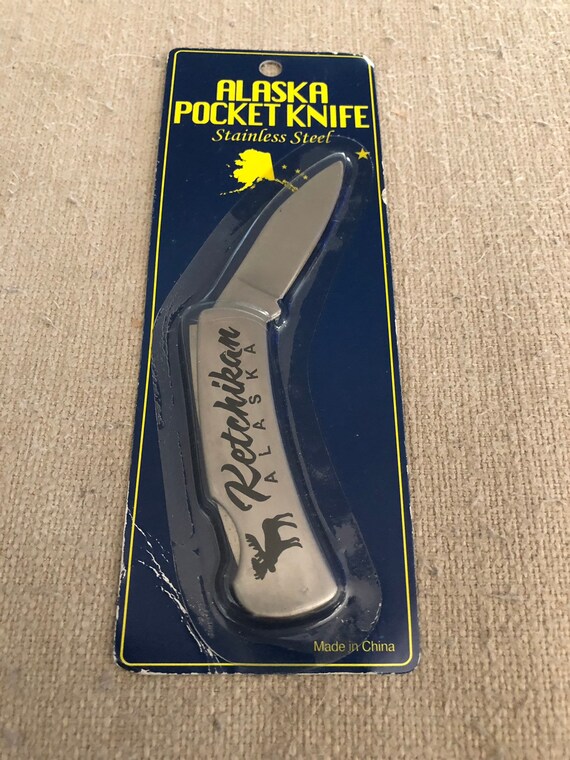 ALASKA
POCKET KNIFE
Stainless Steel
Ketchikan
ALASKA
Made in China